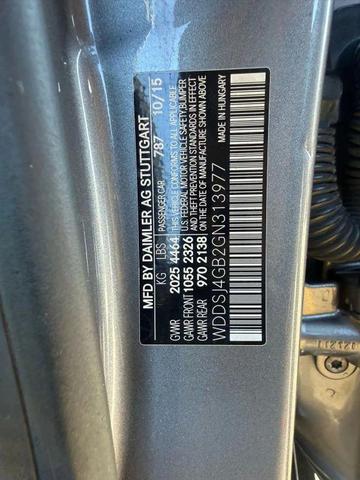 MFD BY DAIMLER AG STUTTGART
PASSENGER CAR 787 10/15
KG LBS THIS VEHICLE CONFORMS TO ALL APPLICABLE
GVWR 2025 4464 U.S. FEDERAL MOTOR VEHICLE SAFETY BUMPER
GAWR FRONT 1055 2326 AND THEFT PREVENTION STANDARDS IN EFFECT
GAWR REAR 970 2138 ON THE DATE OF MANUFACTURE SHOWN ABOVE
WDDSJ4GB2GN313977 MADE IN HUNGARY